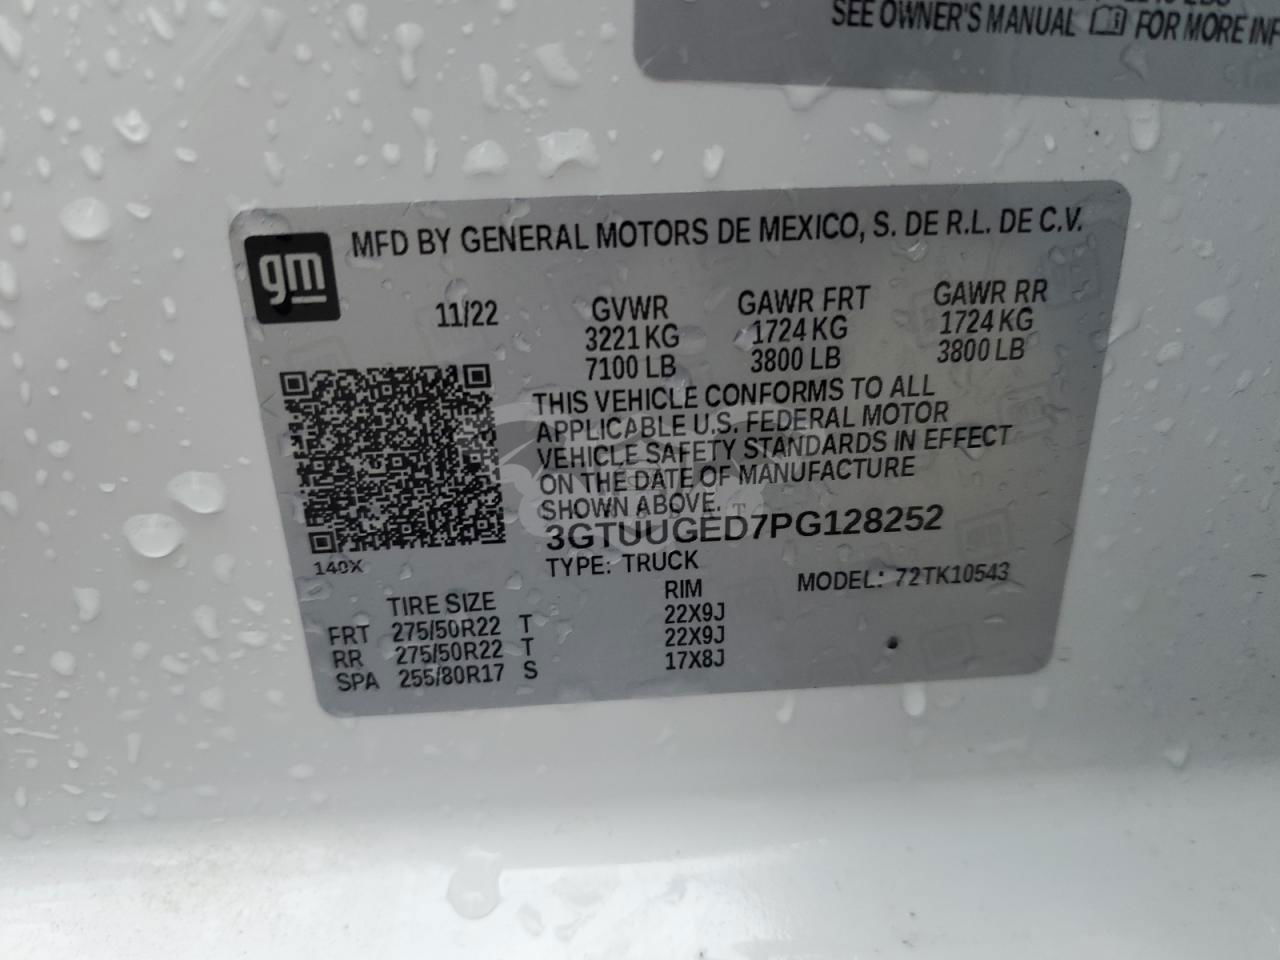 SEE OWNER'S MANUAL FOR MORE INF
gm
MFD BY GENERAL MOTORS DE MEXICO, S. DE R.L. DE C.V.
11/22 GVWR GAWR FRT GAWR RR
3221 KG 1724 KG 1724 KG
7100 LB 3800 LB 3800 LB
THIS VEHICLE CONFORMS TO ALL
APPLICABLE U.S. FEDERAL MOTOR
VEHICLE SAFETY STANDARDS IN EFFECT
ON THE DATE OF MANUFACTURE
SHOWN ABOVE.
3GTUUGED7PG128252
140X
TYPE: TRUCK MODEL: 72TK10543
TIRE SIZE RIM
FRT 275/50R22 T 22X9J
RR 275/50R22 T 22X9J
SPA 255/80R17 S 17X8J